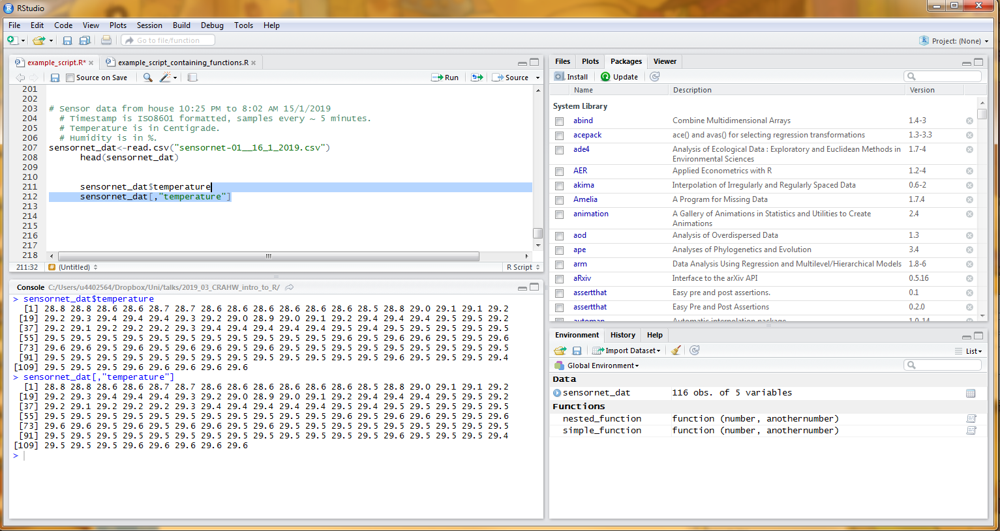 RStudio
File Edit Code View Plots Session Build Debug Tools Help
Go to file/function
Project: (None)
example_script.R* example_script_containing_functions.R
Source on Save Run Source
201
202
203 # Sensor data from house 10:25 PM to 8:02 AM 15/1/2019
204 # Timestamp is ISO8601 formatted, samples every ~ 5 minutes.
205 # Temperature is in Centigrade.
206 # Humidity is in %.
207 sensornet_dat<-read.csv("sensornet-01__16_1_2019.csv")
208 head(sensornet_dat)
209
210
211 sensornet_dat$temperature
212 sensornet_dat[,"temperature"]
213
214
215
216
217
218
211:32 (Untitled) R Script
Console C:/Users/u4402564/Dropbox/Uni/talks/2019_03_CRAHW_intro_to_R/
> sensornet_dat$temperature
[1] 28.8 28.8 28.6 28.6 28.7 28.7 28.6 28.6 28.6 28.6 28.6 28.6 28.5 28.8 29.0 29.1 29.1 29.2
[19] 29.2 29.3 29.4 29.4 29.4 29.3 29.2 29.0 28.9 29.0 29.1 29.2 29.4 29.4 29.4 29.5 29.5 29.2
[37] 29.2 29.1 29.2 29.2 29.2 29.3 29.4 29.4 29.4 29.4 29.4 29.5 29.4 29.5 29.5 29.5 29.5 29.5
[55] 29.5 29.5 29.5 29.5 29.5 29.5 29.5 29.5 29.5 29.5 29.5 29.6 29.5 29.6 29.6 29.5 29.5 29.6
[73] 29.6 29.6 29.5 29.6 29.5 29.6 29.6 29.5 29.6 29.5 29.5 29.5 29.6 29.5 29.5 29.5 29.5 29.5
[91] 29.5 29.5 29.5 29.5 29.5 29.5 29.5 29.5 29.5 29.5 29.5 29.5 29.5 29.6 29.5 29.5 29.5 29.4
[109] 29.5 29.5 29.5 29.6 29.6 29.6 29.6 29.6
> sensornet_dat[,"temperature"]
[1] 28.8 28.8 28.6 28.6 28.7 28.7 28.6 28.6 28.6 28.6 28.6 28.6 28.5 28.8 29.0 29.1 29.1 29.2
[19] 29.2 29.3 29.4 29.4 29.4 29.3 29.2 29.0 28.9 29.0 29.1 29.2 29.4 29.4 29.4 29.5 29.5 29.2
[37] 29.2 29.1 29.2 29.2 29.2 29.3 29.4 29.4 29.4 29.4 29.4 29.5 29.4 29.5 29.5 29.5 29.5 29.5
[55] 29.5 29.5 29.5 29.5 29.5 29.5 29.5 29.5 29.5 29.5 29.5 29.6 29.5 29.6 29.6 29.5 29.5 29.6
[73] 29.6 29.6 29.5 29.6 29.5 29.6 29.6 29.5 29.6 29.5 29.5 29.5 29.6 29.5 29.5 29.5 29.5 29.5
[91] 29.5 29.5 29.5 29.5 29.5 29.5 29.5 29.5 29.5 29.5 29.5 29.5 29.5 29.6 29.5 29.5 29.5 29.4
[109] 29.5 29.5 29.5 29.6 29.6 29.6 29.6 29.6
>
Files Plots Packages Viewer
Install Update
Name Description Version
System Library
abind Combine Multidimensional Arrays 1.4-3
acepack ace() and avas() for selecting regression transformations 1.3-3.3
ade4 Analysis of Ecological Data : Exploratory and Euclidean Methods in 1.7-4
Environmental Sciences
AER Applied Econometrics with R 1.2-4
akima Interpolation of Irregularly and Regularly Spaced Data 0.6-2
Amelia A Program for Missing Data 1.7.4
animation A Gallery of Animations in Statistics and Utilities to Create 2.4
Animations
aod Analysis of Overdispersed Data 1.3
ape Analyses of Phylogenetics and Evolution 3.4
arm Data Analysis Using Regression and Multilevel/Hierarchical Models 1.8-6
aRxiv Interface to the arXiv API 0.5.16
assertthat Easy pre and post assertions. 0.1
assertthat Easy Pre and Post Assertions 0.2.0
automap Automatic interpolation package 1.0-14
Environment History Help
Import Dataset List
Global Environment
Data
sensornet_dat 116 obs. of 5 variables
Functions
nested_function function (number, anothernumber)
simple_function function (number, anothernumber)